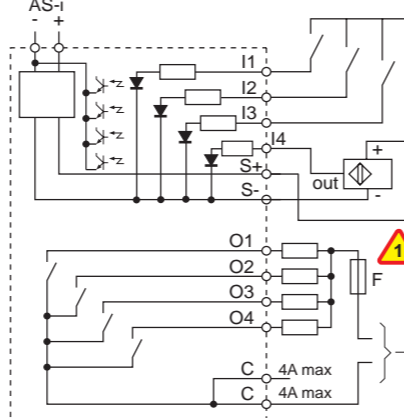 AS-i
- +
I1
I2
I3
I4
S+
S-
+
out
-
O1
1
O2
F
O3
O4
C 4A max
C 4A max